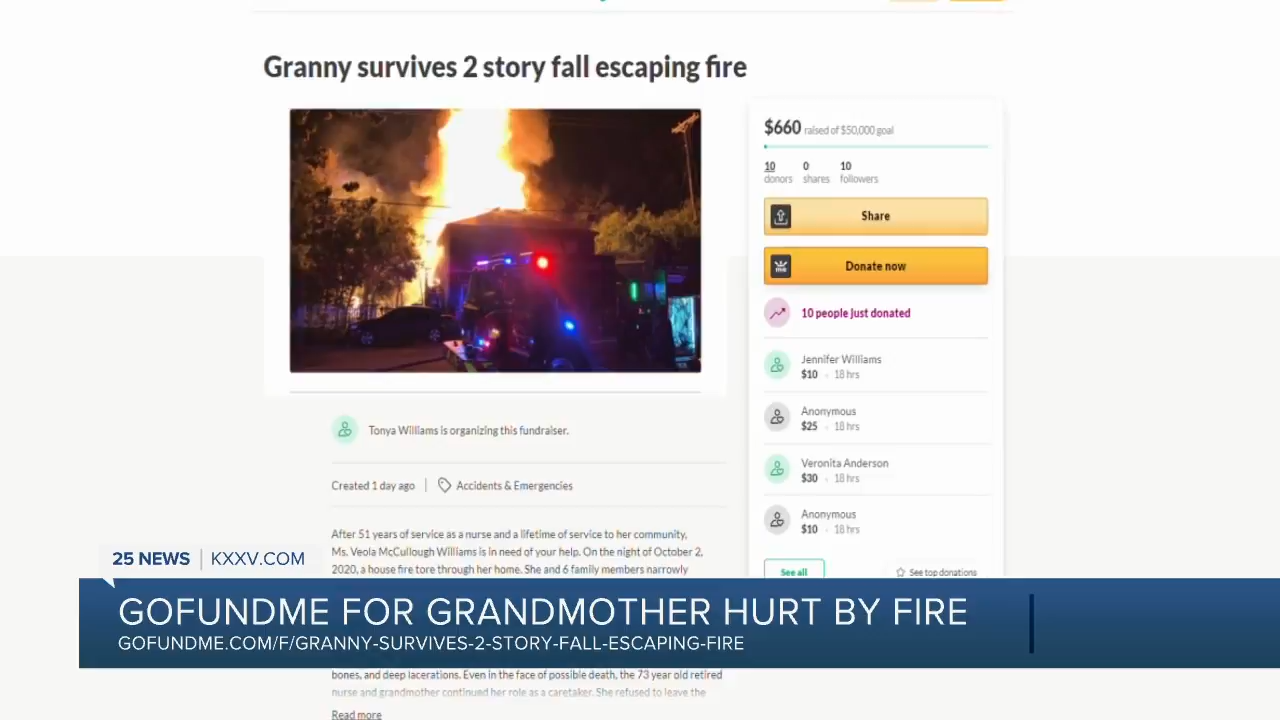 Granny survives 2 story fall escaping fire
$660 raised of $50,000 goal
10 0 10
donors shares followers
Share
Donate now
10 people just donated
Jennifer Williams
$10 · 18 hrs
Anonymous
$25 · 18 hrs
Veronita Anderson
$30 · 18 hrs
Anonymous
$10 · 18 hrs
See all See top donations
Tonya Williams is organizing this fundraiser.
Created 1 day ago | Accidents & Emergencies
After 51 years of service as a nurse and a lifetime of service to her community,
Ms. Veola McCullough Williams is in need of your help. On the night of October 2,
2020, a house fire tore through her home. She and 6 family members narrowly
25 NEWS | KXXV.COM
GOFUNDME FOR GRANDMOTHER HURT BY FIRE
GOFUNDME.COM/F/GRANNY-SURVIVES-2-STORY-FALL-ESCAPING-FIRE
bones, and deep lacerations. Even in the face of possible death, the 73 year old retired
nurse and grandmother continued her role as a caretaker. She refused to leave the
Read more